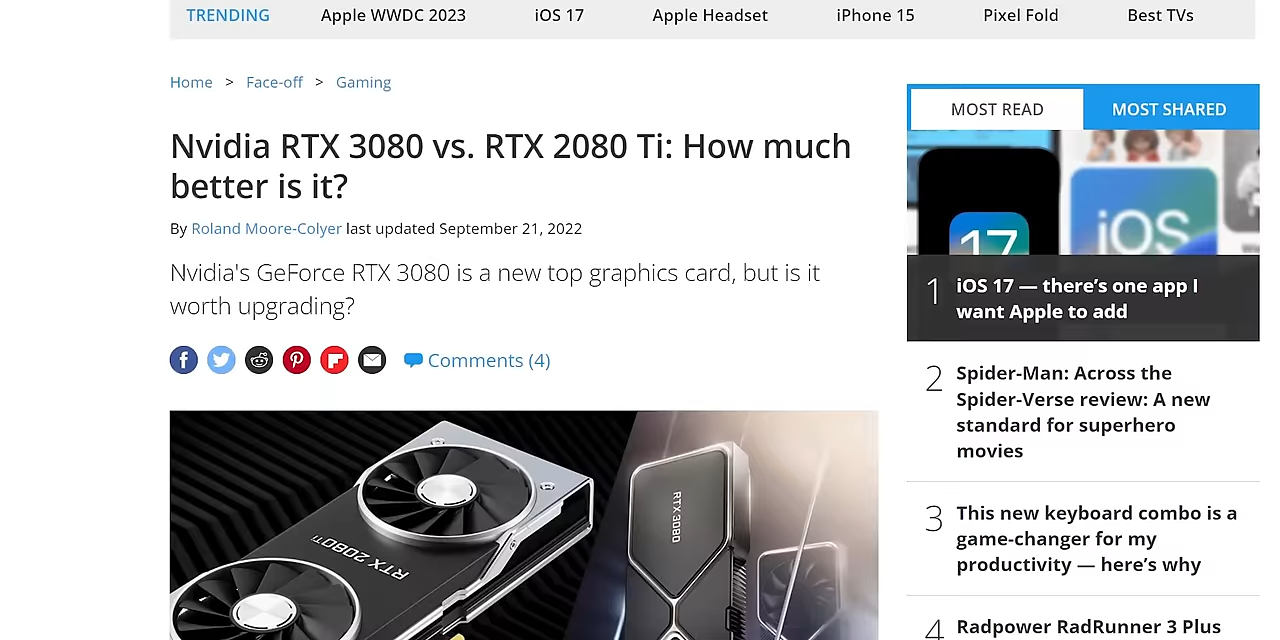 TRENDING Apple WWDC 2023 iOS 17 Apple Headset iPhone 15 Pixel Fold Best TVs
Home > Face-off > Gaming
Nvidia RTX 3080 vs. RTX 2080 Ti: How much
better is it?
By Roland Moore-Colyer last updated September 21, 2022
Nvidia's GeForce RTX 3080 is a new top graphics card, but is it
worth upgrading?
Comments (4)
RTX 2080 Ti
RTX 3080
MOST READ MOST SHARED
17
iOS
1 iOS 17 — there’s one app I
want Apple to add
2 Spider-Man: Across the
Spider-Verse review: A new
standard for superhero
movies
3 This new keyboard combo is a
game-changer for my
productivity — here’s why
4 Radpower RadRunner 3 Plus